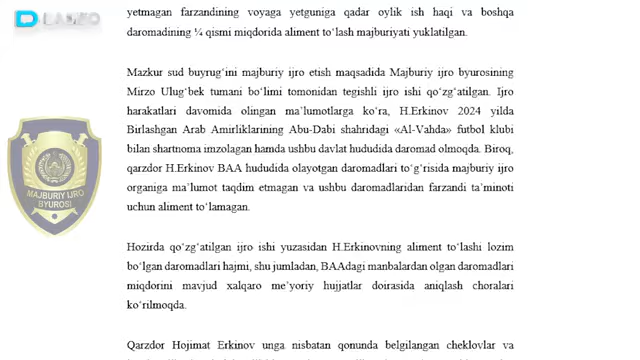 LAHZO
yetmagan farzandining voyaga yetguniga qadar oylik ish haqi va boshqa
daromadining ¼ qismi miqdorida aliment to‘lash majburiyati yuklatilgan.
Mazkur sud buyrug‘ini majburiy ijro etish maqsadida Majburiy ijro byurosining
Mirzo Ulug‘bek tumani bo‘limi tomonidan tegishli ijro ishi qo‘zg‘atilgan. Ijro
harakatlari davomida olingan ma’lumotlarga ko‘ra, H.Erkinov 2024 yilda
Birlashgan Arab Amirliklarining Abu-Dabi shahridagi «Al-Vahda» futbol klubi
bilan shartnoma imzolagan hamda ushbu davlat hududida daromad olmoqda. Biroq,
qarzdor H.Erkinov BAA hududida olayotgan daromadlari to‘g‘risida majburiy ijro
organiga ma’lumot taqdim etmagan va ushbu daromadlaridan farzandi ta’minoti
uchun aliment to‘lamagan.
MAJBURIY IJRO
BYUROSI
Hozirda qo‘zg‘atilgan ijro ishi yuzasidan H.Erkinovning aliment to‘lashi lozim
bo‘lgan daromadlari hajmi, shu jumladan, BAAdagi manbalardan olgan daromadlari
miqdorini mavjud xalqaro me’yoriy hujjatlar doirasida aniqlash choralari
ko‘rilmoqda.
Qarzdor Hojimat Erkinov unga nisbatan qonunda belgilangan cheklovlar va